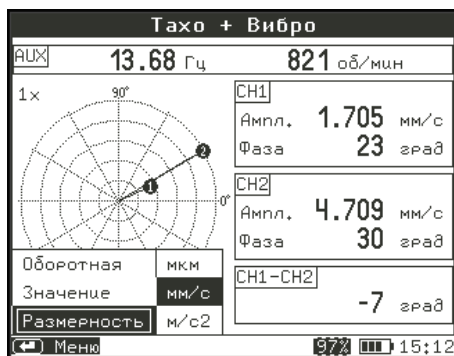 Тахо + Вибро
AUX 13.68 Гц 821 об/мин
1× 90°
2
1
0°
CH1
Ампл. 1.705 мм/с
Фаза 23 град
CH2
Ампл. 4.709 мм/с
Фаза 30 град
CH1-CH2
-7 град
Оборотная мкм
Значение мм/с
Размерность м/с2
Меню 97% 15:12